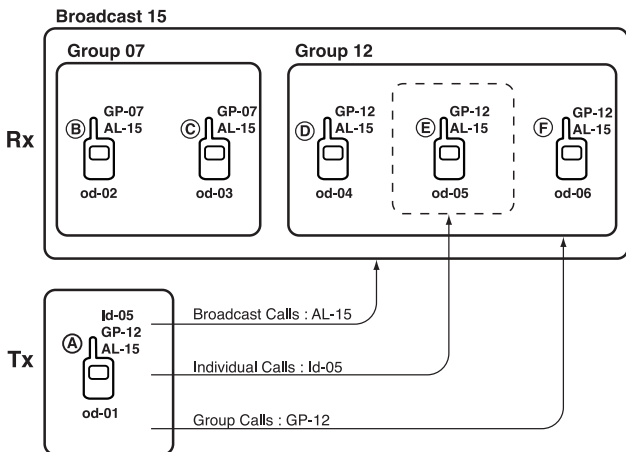 Broadcast 15
Group 07
Group 12
Rx
B
GP-07
AL-15
od-02
C
GP-07
AL-15
od-03
D
GP-12
AL-15
od-04
E
GP-12
AL-15
od-05
F
GP-12
AL-15
od-06
Tx
A
Id-05
GP-12
AL-15
od-01
Broadcast Calls : AL-15
Individual Calls : Id-05
Group Calls : GP-12